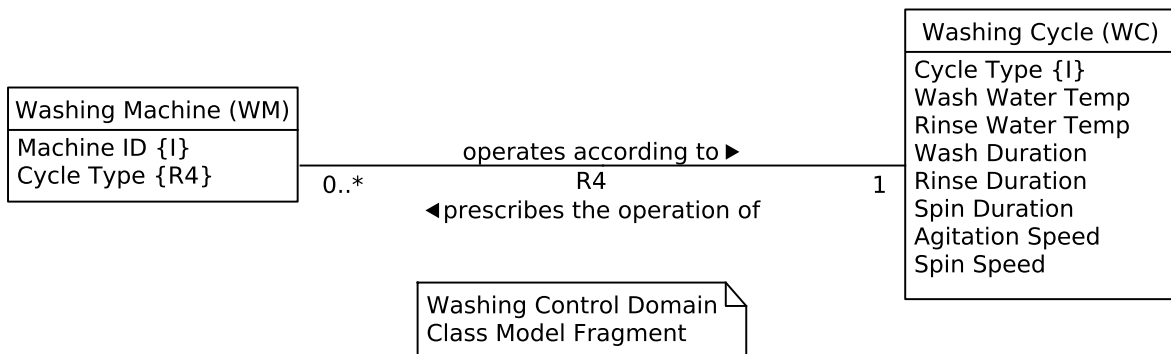 Washing Machine (WM)
Machine ID {I}
Cycle Type {R4}
operates according to ▶
0..*
R4
1
◀prescribes the operation of
Washing Cycle (WC)
Cycle Type {I}
Wash Water Temp
Rinse Water Temp
Wash Duration
Rinse Duration
Spin Duration
Agitation Speed
Spin Speed
Washing Control Domain
Class Model Fragment